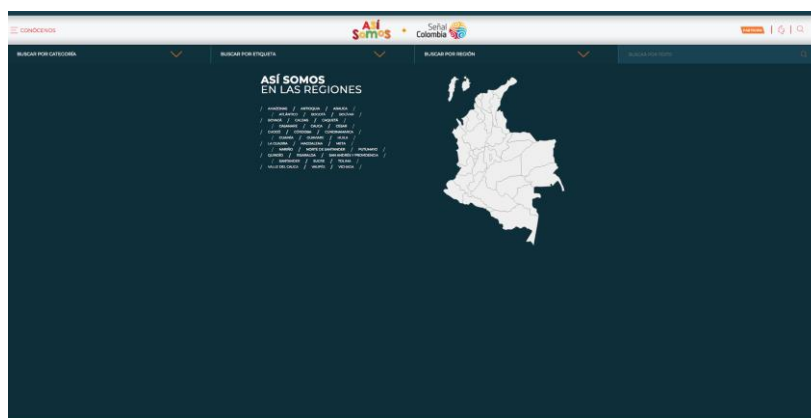 CONÓCENOS
ASÍ SOMOS
Señal Colombia
BUSCAR POR CATEGORÍA
BUSCAR POR ETIQUETA
BUSCAR POR REGIÓN
ASÍ SOMOS
EN LAS REGIONES
/ AMAZONAS / ANTIOQUIA / ARAUCA /
/ ATLÁNTICO / BOGOTÁ / BOLÍVAR /
/ BOYACÁ / CALDAS / CAQUETÁ /
/ CASANARE / CAUCA / CESAR /
/ CHOCÓ / CÓRDOBA / CUNDINAMARCA /
/ GUAINÍA / GUAVIARE / HUILA /
/ LA GUAJIRA / MAGDALENA / META /
/ NARIÑO / NORTE DE SANTANDER / PUTUMAYO /
/ QUINDÍO / RISARALDA / SAN ANDRÉS Y PROVIDENCIA /
/ SANTANDER / SUCRE / TOLIMA /
/ VALLE DEL CAUCA / VAUPÉS / VICHADA /